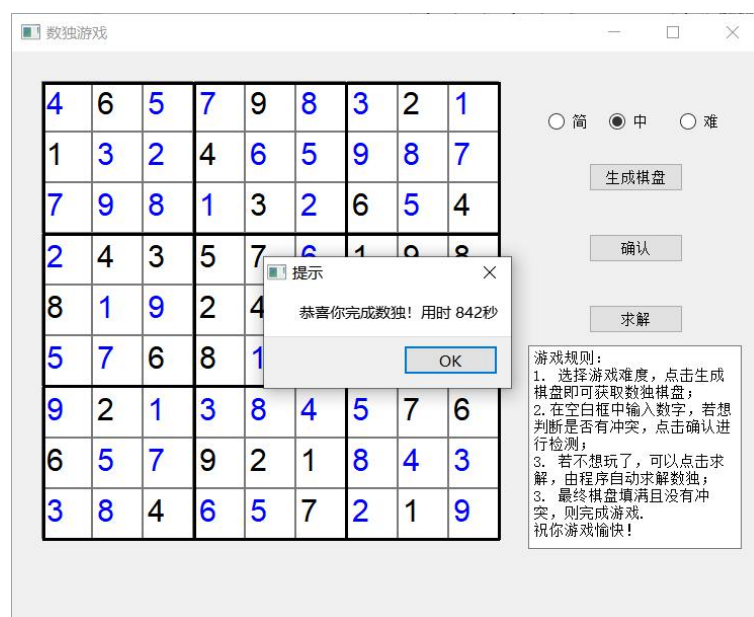 数独游戏
4 6 5 7 9 8 3 2 1
1 3 2 4 6 5 9 8 7
7 9 8 1 3 2 6 5 4
2 4 3 5 7 6 1 9 8
8 1 9 2 4
5 7 6 8 1
9 2 1 3 8 4 5 7 6
6 5 7 9 2 1 8 4 3
3 8 4 6 5 7 2 1 9
提示
恭喜你完成数独！用时 842秒
OK
简 中 难
生成棋盘
确认
求解
游戏规则：
1. 选择游戏难度，点击生成
棋盘即可获取数独棋盘；
2.在空白框中输入数字，若想
判断是否有冲突，点击确认进
行检测；
3. 若不想玩了，可以点击求
解，由程序自动求解数独；
3. 最终棋盘填满且没有冲
突，则完成游戏.
祝你游戏愉快!